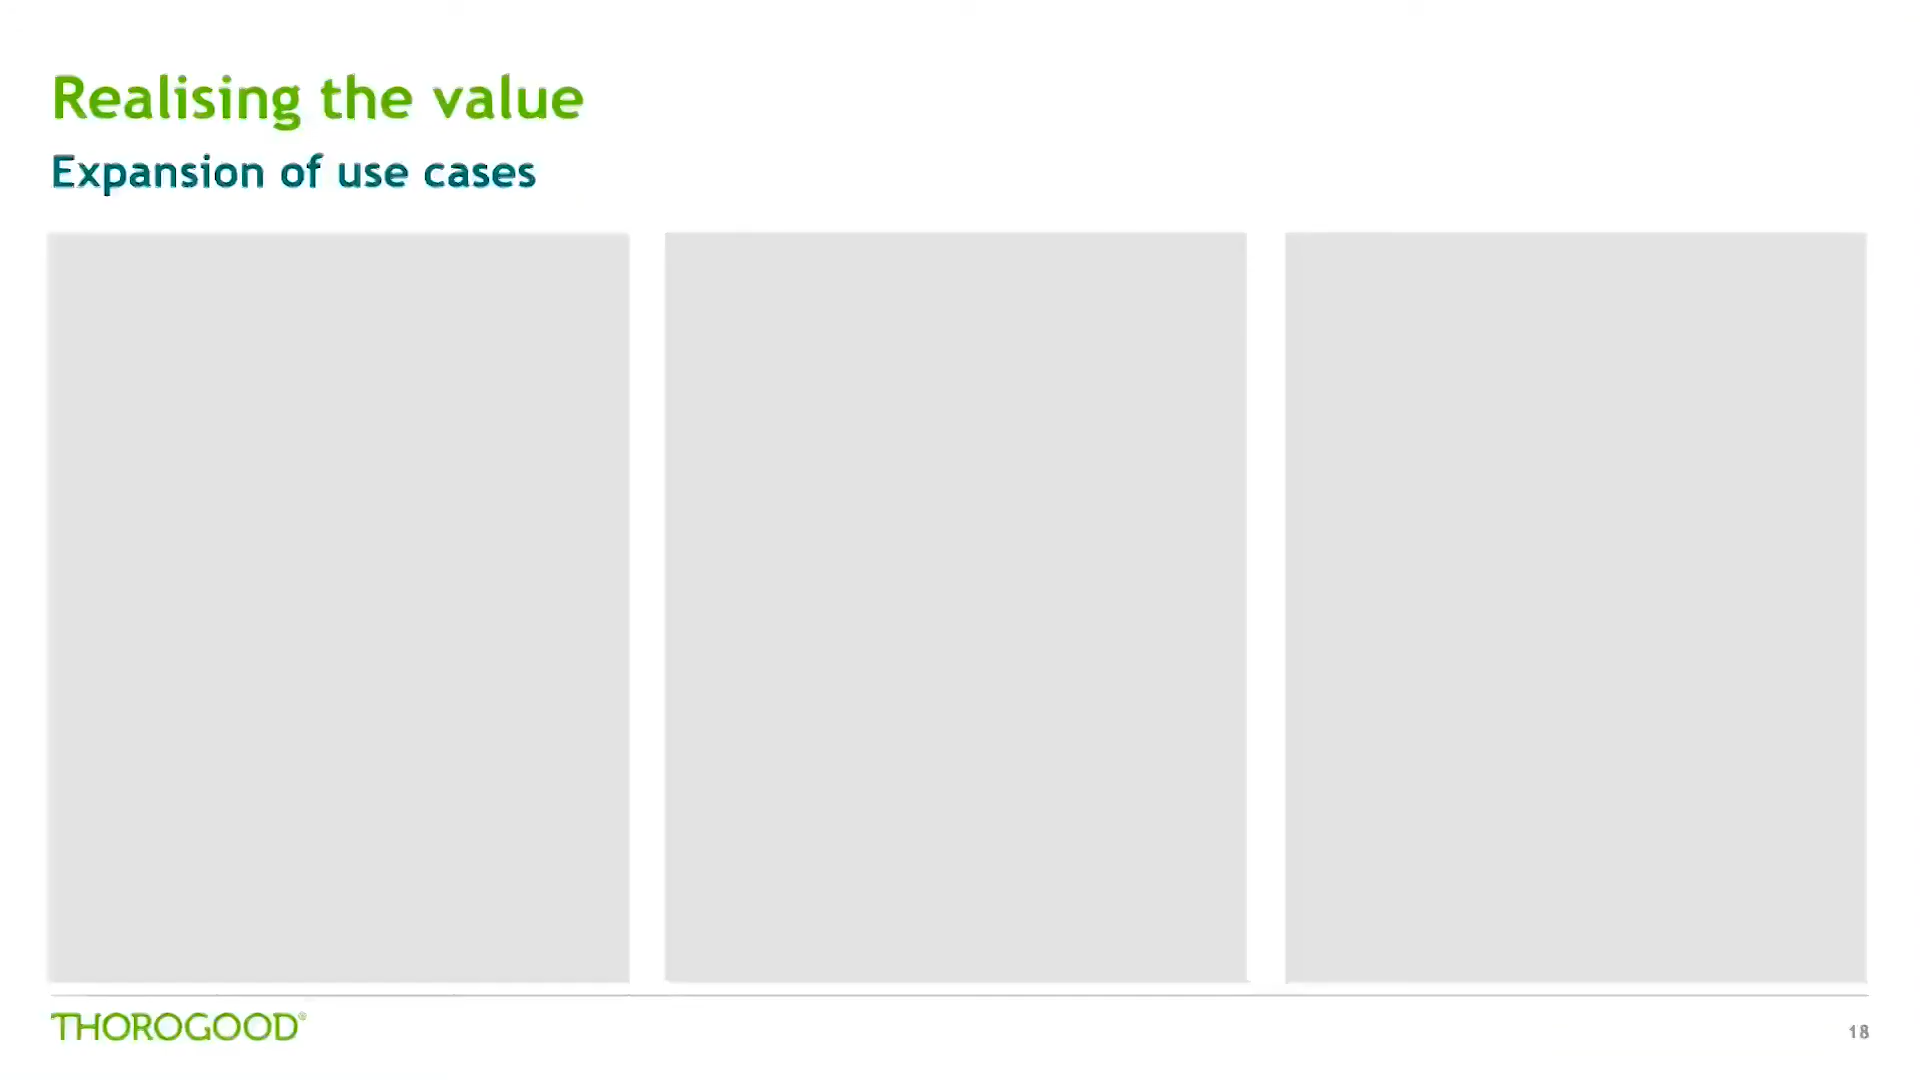 Realising the value
Expansion of use cases
THOROGOOD®
18